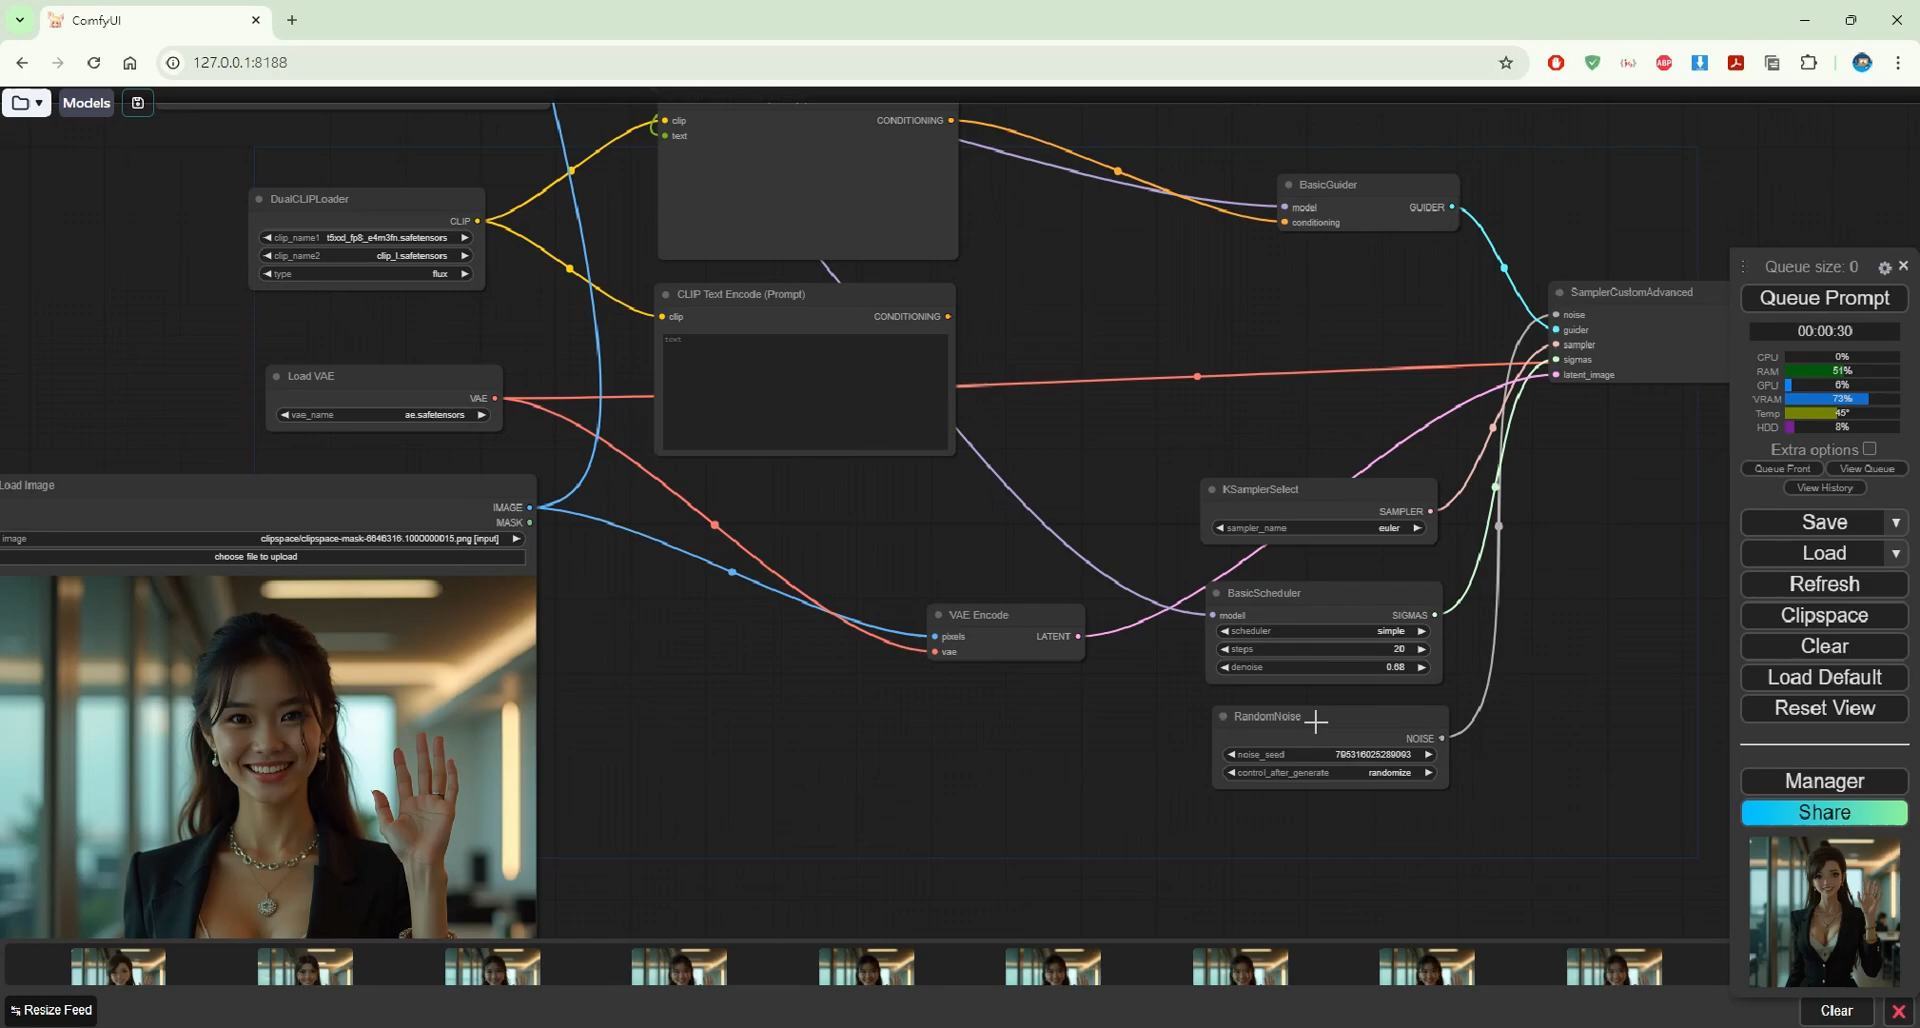 ComfyUI
127.0.0.1:8188
ABP
Models
clip
CONDITIONING
text
DualCLIPLoader
CLIP
clip_name1 t5xxl_fp8_e4m3fn.safetensors
clip_name2 clip_l.safetensors
type flux
BasicGuider
model GUIDER
conditioning
CLIP Text Encode (Prompt)
clip CONDITIONING
text
SamplerCustomAdvanced
noise
guider
sampler
sigmas
latent_image
Load VAE
VAE
vae_name ae.safetensors
Load Image
IMAGE
MASK
image clipspace/clipspace-mask-6646316.1000000015.png [input]
choose file to upload
KSamplerSelect
SAMPLER
sampler_name euler
BasicScheduler
model SIGMAS
scheduler simple
steps 20
denoise 0.68
VAE Encode
pixels LATENT
vae
RandomNoise
NOISE
noise_seed 795316025289093
control_after_generate randomize
Queue size: 0
Queue Prompt
00:00:30
CPU 0%
RAM 51%
GPU 6%
VRAM 73%
Temp 45°
HDD 8%
Extra options
Queue Front View Queue
View History
Save
Load
Refresh
Clipspace
Clear
Load Default
Reset View
Manager
Share
Resize Feed
Clear